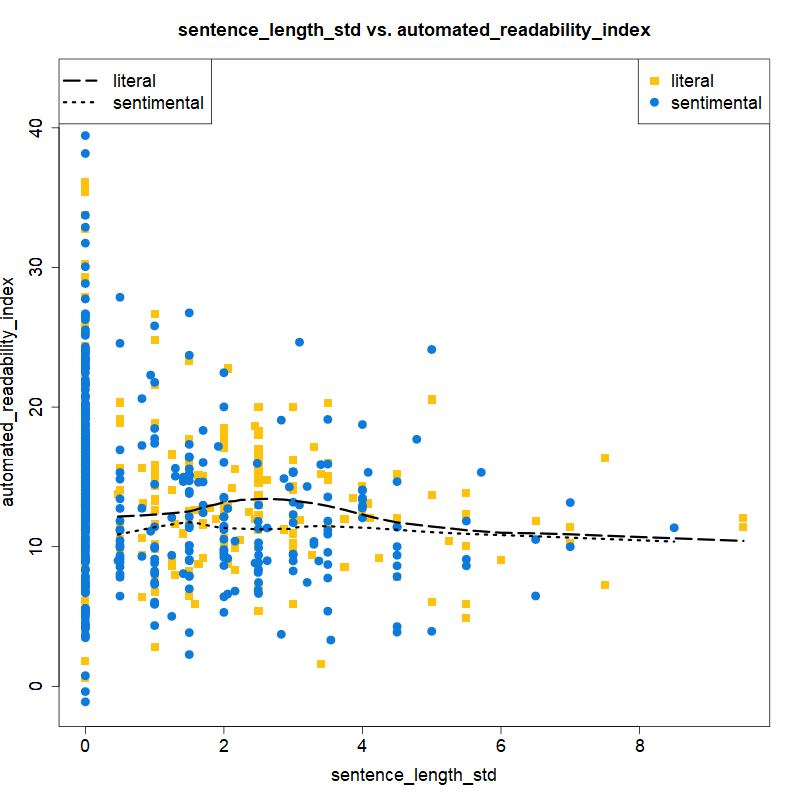 sentence_length_std vs. automated_readability_index
literal
sentimental
literal
sentimental
automated_readability_index
40
30
20
10
0
0 2 4 6 8
sentence_length_std